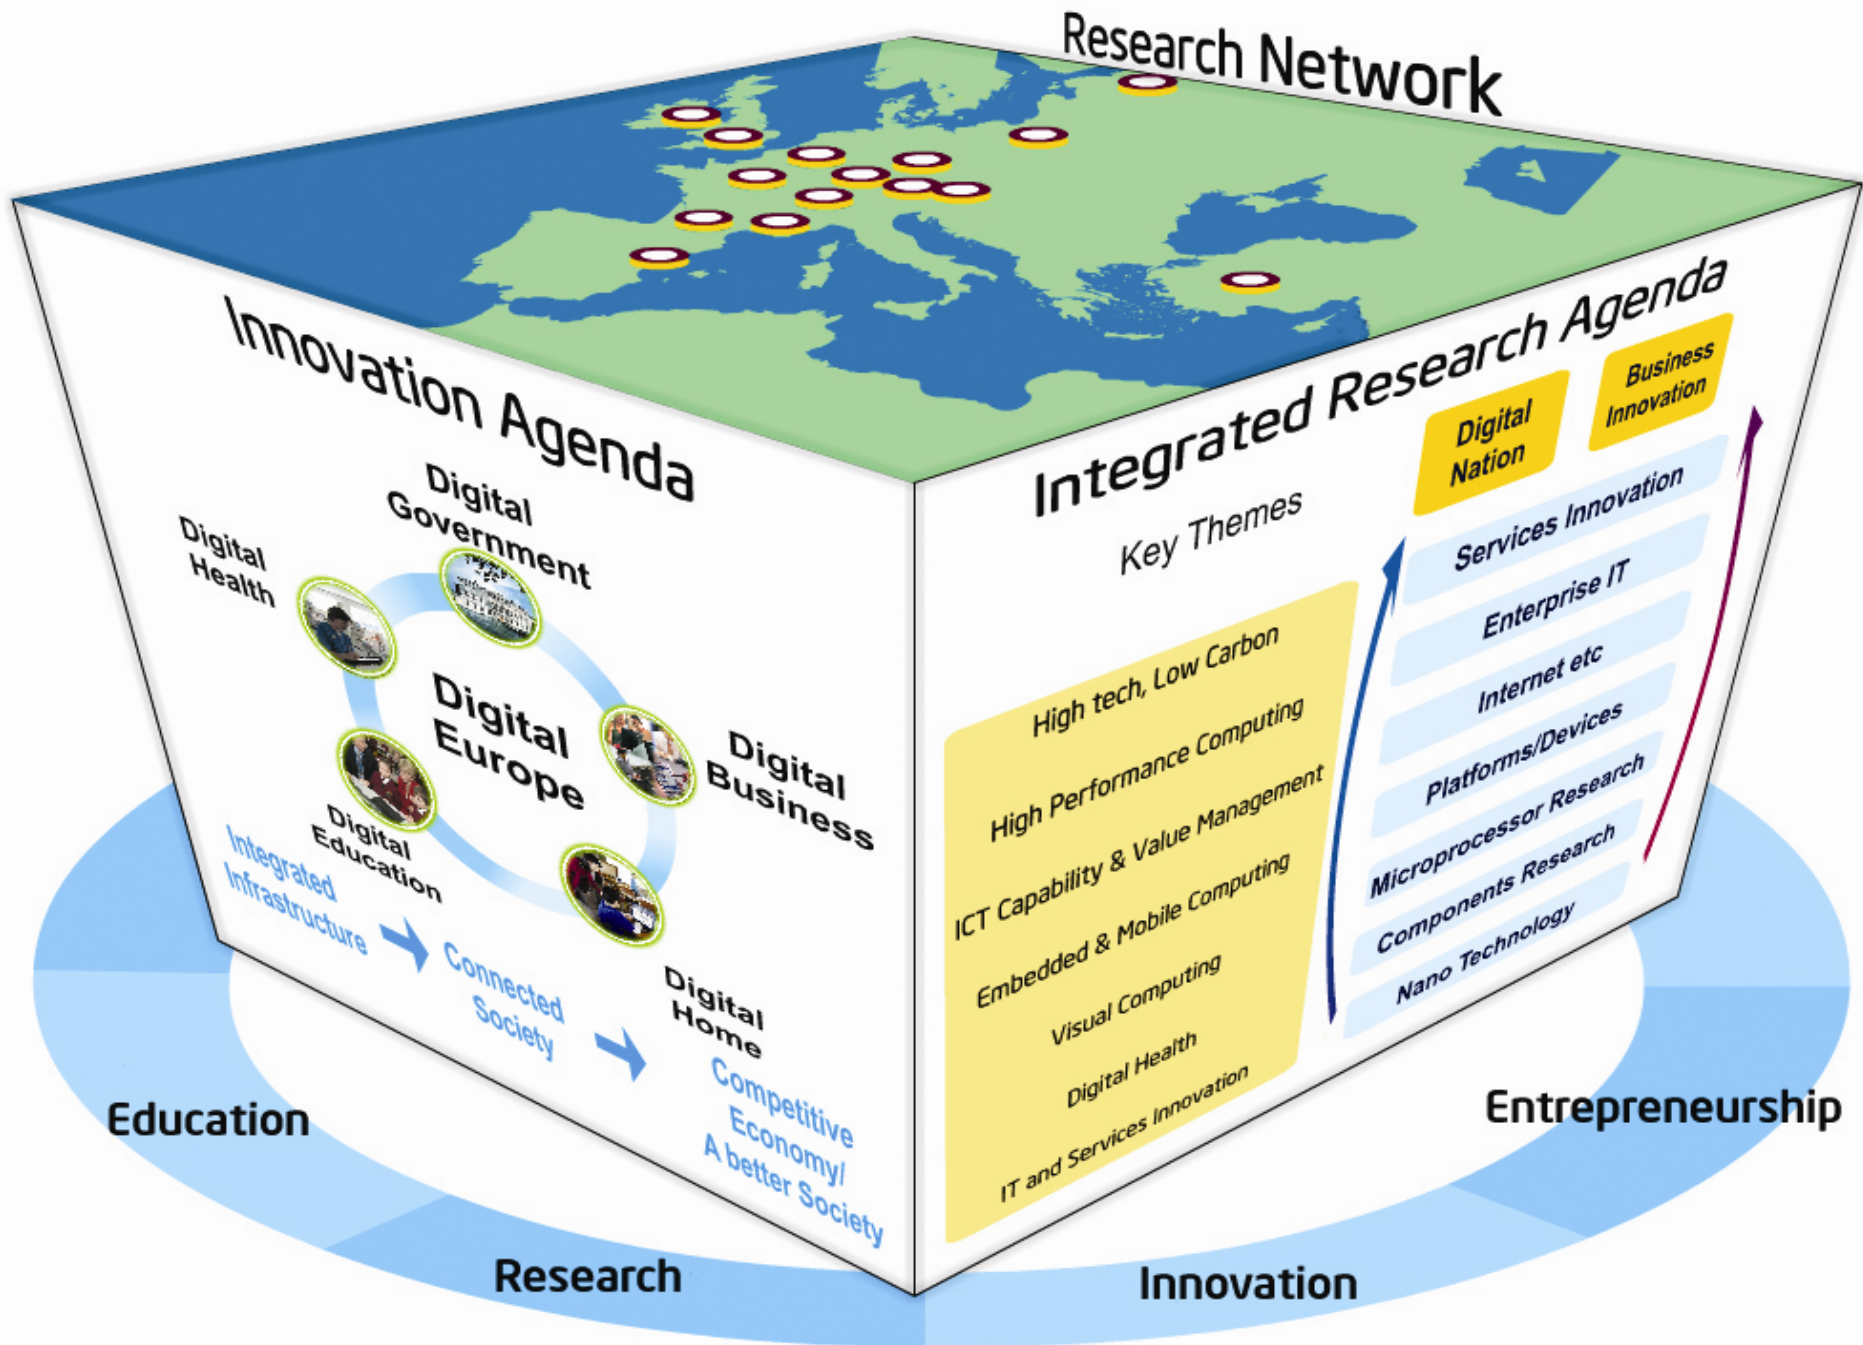 Research Network
Innovation Agenda
Digital
Government
Digital
Health
Digital
Europe
Digital
Business
Digital
Education
Digital
Home
Integrated
Infrastructure
Connected
Society
Competitive
Economy/
A better Society
Integrated Research Agenda
Key Themes
High tech, Low Carbon
High Performance Computing
ICT Capability & Value Management
Embedded & Mobile Computing
Visual Computing
Digital Health
IT and Services Innovation
Digital
Nation
Business
Innovation
Services Innovation
Enterprise IT
Internet etc
Platforms/Devices
Microprocessor Research
Components Research
Nano Technology
Education
Research
Innovation
Entrepreneurship